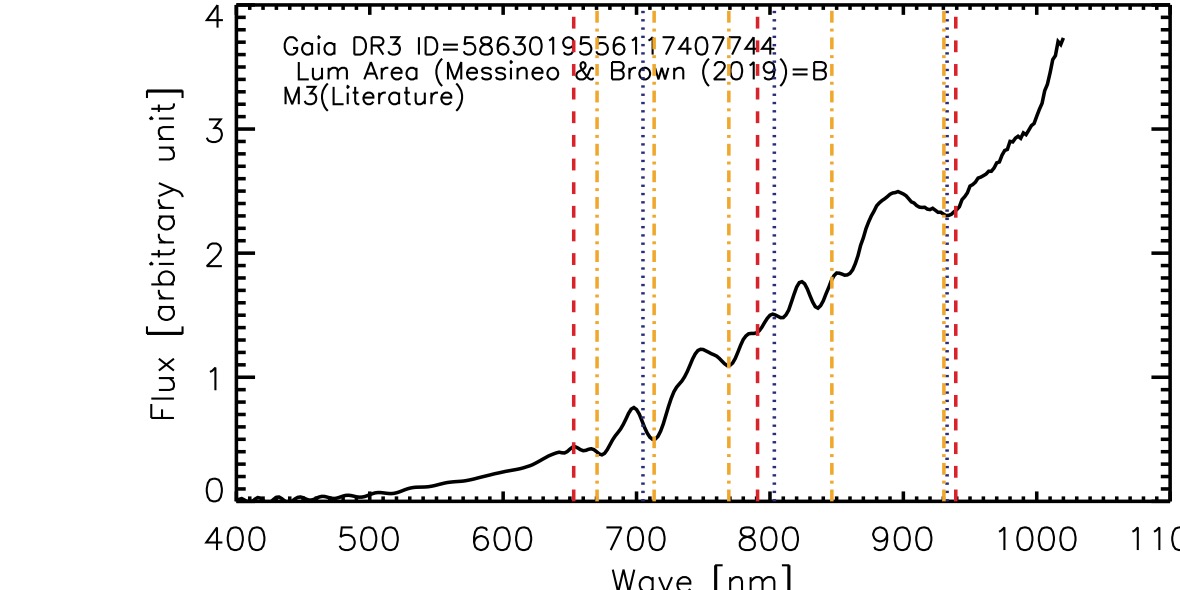 4
Gaia DR3 ID=5863019556117407744
Lum Area (Messineo & Brown (2019)=B
M3(Literature)
3
2
1
0
Flux [arbitrary unit]
400 500 600 700 800 900 1000 110
Wave [nm]